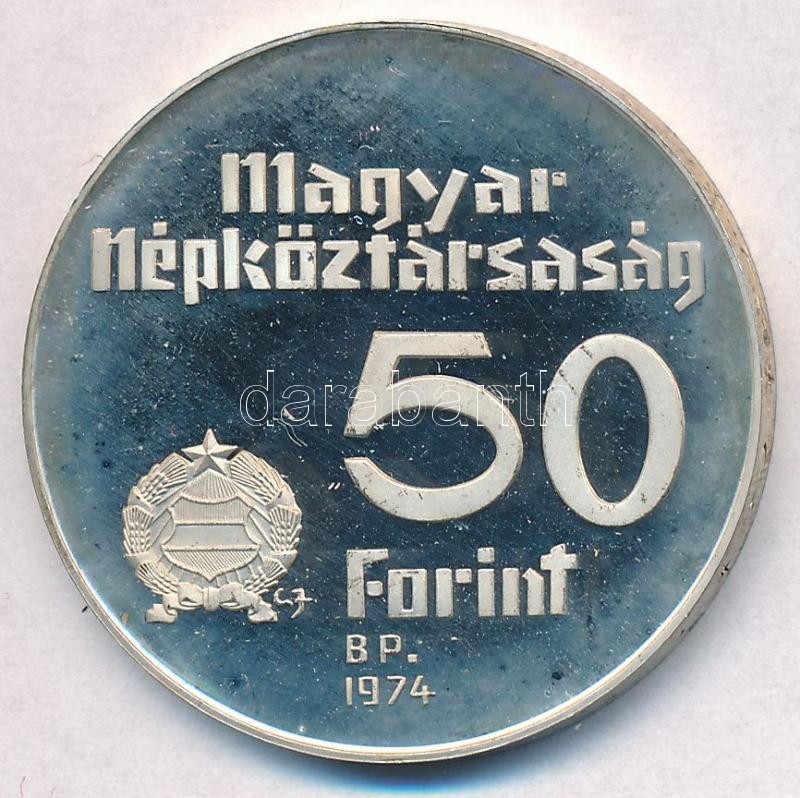 Magyar
Népköztársaság
50
darabanth
Forint
BP.
1974